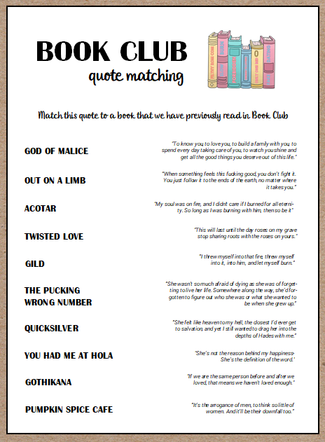 BOOK CLUB
quote matching
Match this quote to a book that we have previously read in Book Club
GOD OF MALICE
"To know you to love you, to build a family with you, to
spend every day taking care of you, to watch you shine and
get all the good things you deserve out of this life."
OUT ON A LIMB
"When something feels this fucking good, you don't fight it.
You just follow it to the ends of the earth, no matter where
it takes you."
ACOTAR
"My soul was on fire, and I didn't care if I burned for all eterni-
ty. So long as I was burning with him, then so be it"
TWISTED LOVE
"This will last until the day roses on my grave
stop sharing roots with the roses on yours."
GILD
"I threw myself into that fire, threw myself
into it, into him, and let myself burn."
THE PUCKING
WRONG NUMBER
"She wasn't so much afraid of dying as she was of forget-
ting to live her life. Somewhere along the way, she'd for-
gotten to figure out who she was or what she wanted to
be when she grew up."
QUICKSILVER
"She felt like heaven to my hell, the closest I'd ever get
to salvation, and yet I still wanted to drag her into the
depths of Hades with me."
YOU HAD ME AT HOLA
"She's not the reason behind my happiness-
She's the definition of the word."
GOTHIKANA
"If we are the same person before and after we
loved, that means we haven't loved enough."
PUMPKIN SPICE CAFE
"It's the arrogance of men, to think so little of
women. And it'll be their downfall too."